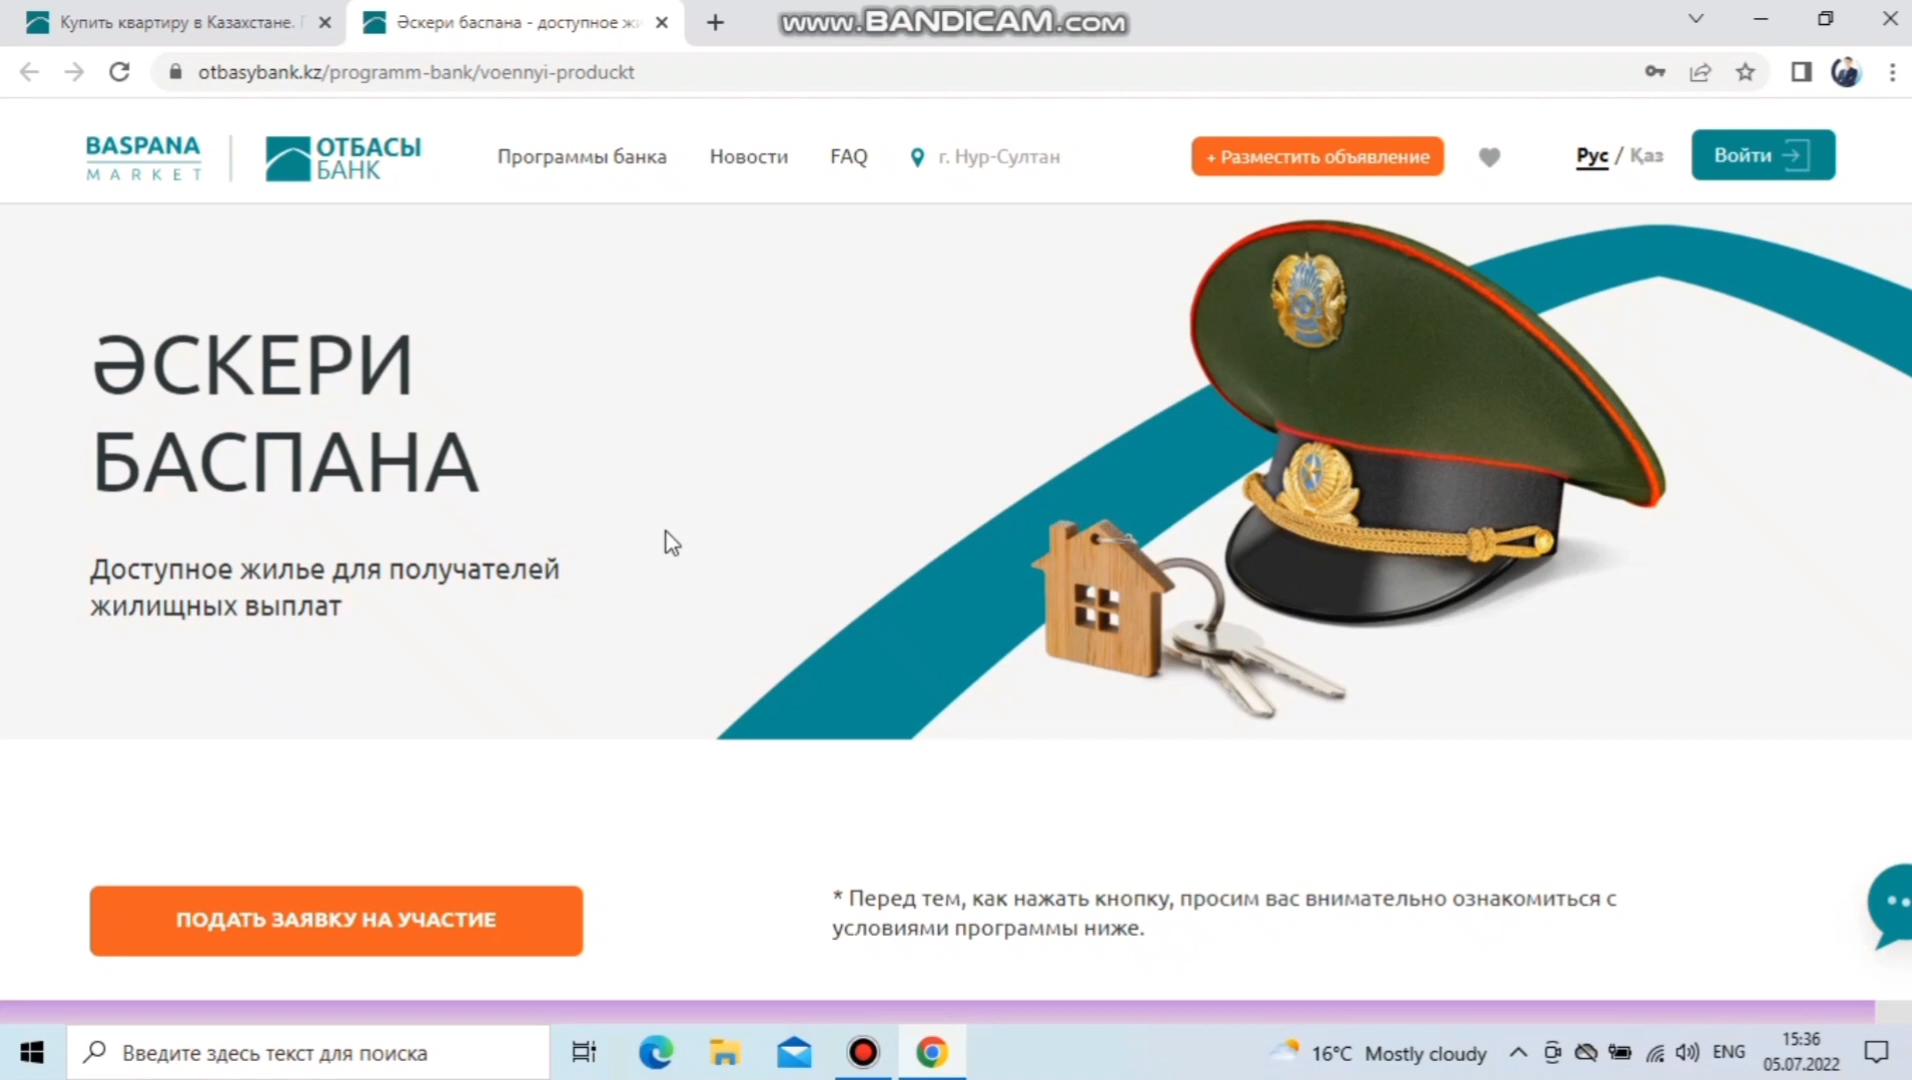 Купить квартиру в Казахстане.
Әскери баспана - доступное
www.BANDICAM.com
otbasybank.kz/programm-bank/voennyi-produckt
BASPANA
MARKET
ОТБАСЫ
БАНК
Программы банка
Новости
FAQ
г. Нур-Султан
+ Разместить объявление
Рус / Қаз
Войти
ӘСКЕРИ
БАСПАНА
Доступное жилье для получателей
жилищных выплат
ПОДАТЬ ЗАЯВКУ НА УЧАСТИЕ
* Перед тем, как нажать кнопку, просим вас внимательно ознакомиться с
условиями программы ниже.
Введите здесь текст для поиска
16°C Mostly cloudy
ENG
15:36
05.07.2022